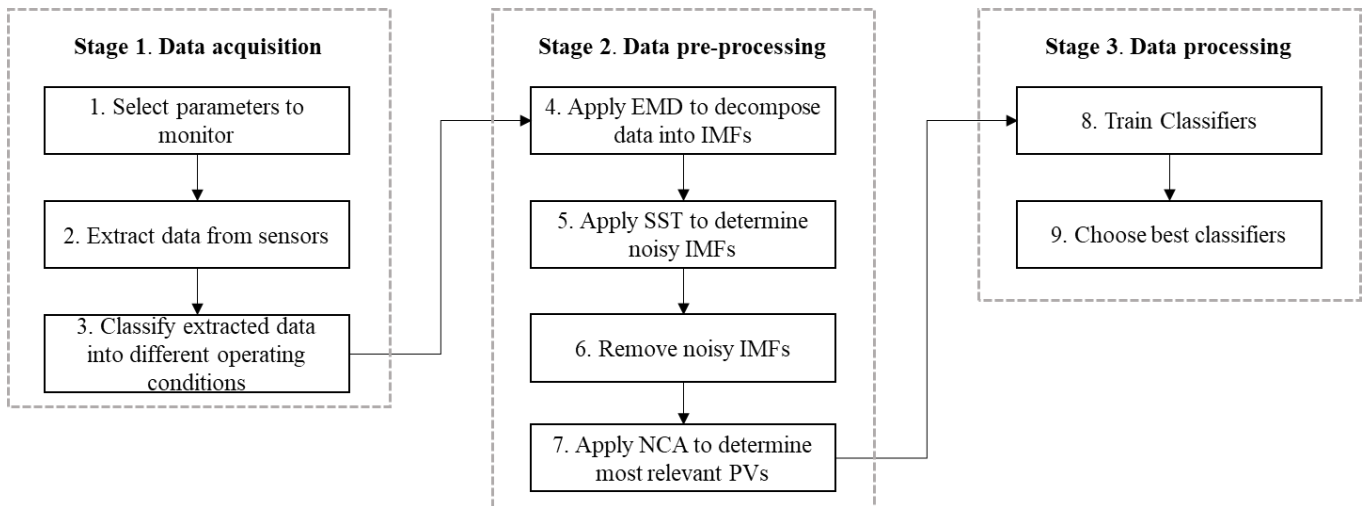 Stage 1. Data acquisition
1. Select parameters to
monitor
2. Extract data from sensors
3. Classify extracted data
into different operating
conditions
Stage 2. Data pre-processing
4. Apply EMD to decompose
data into IMFs
5. Apply SST to determine
noisy IMFs
6. Remove noisy IMFs
7. Apply NCA to determine
most relevant PVs
Stage 3. Data processing
8. Train Classifiers
9. Choose best classifiers